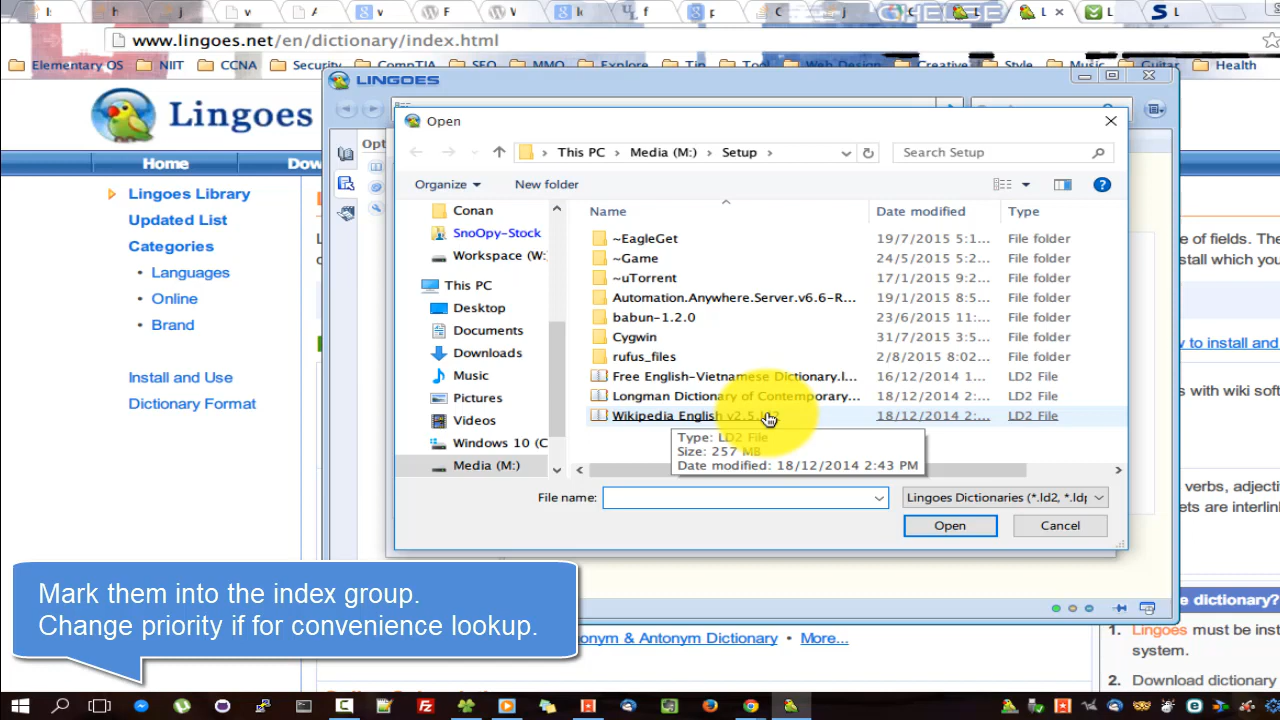 www.lingoes.net/en/dictionary/index.html
Elementary OS NIIT CCNA Security CompTIA SEO MMO Explore Tip Tool Web Design Creative Style Music Guitar Health
LINGOES
Lingoes
Open
This PC Media (M:) Setup Search Setup
Home
Organize New folder ?
Lingoes Library
Updated List
Categories
Languages
Online
Brand
Install and Use
Dictionary Format
Conan
SnoOpy-Stock
Workspace (W:
This PC
Desktop
Documents
Downloads
Music
Pictures
Videos
Windows 10 (C
Media (M:)
Name Date modified Type
~EagleGet 19/7/2015 5:1... File folder
~Game 24/5/2015 5:... File folder
~uTorrent 17/1/2015 9:2... File folder
Automation.Anywhere.Server.v6.6-R... 19/1/2015 8:5... File folder
babun-1.2.0 23/6/2015 11:... File folder
Cygwin 31/7/2015 3:5... File folder
rufus_files 2/8/2015 8:02... File folder
Free English-Vietnamese Dictionary.l... 16/12/2014 1:... LD2 File
Longman Dictionary of Contemporary... 18/12/2014 2:... LD2 File
Wikipedia English v2.5. 18/12/2014 2:... LD2 File
Type: LD2 File
Size: 257 MB
Date modified: 18/12/2014 2:43 PM
File name: Lingoes Dictionaries (*.ld2, *.ldp
Open Cancel
e of fields. The
stall which you
w to install and
s with wiki soft
verbs, adjecti
ets are interlink
Mark them into the index group.
Change priority if for convenience lookup.
onym & Antonym Dictionary • More...
e dictionary?
1. Lingoes must be inst
system.
2. Download dictionary